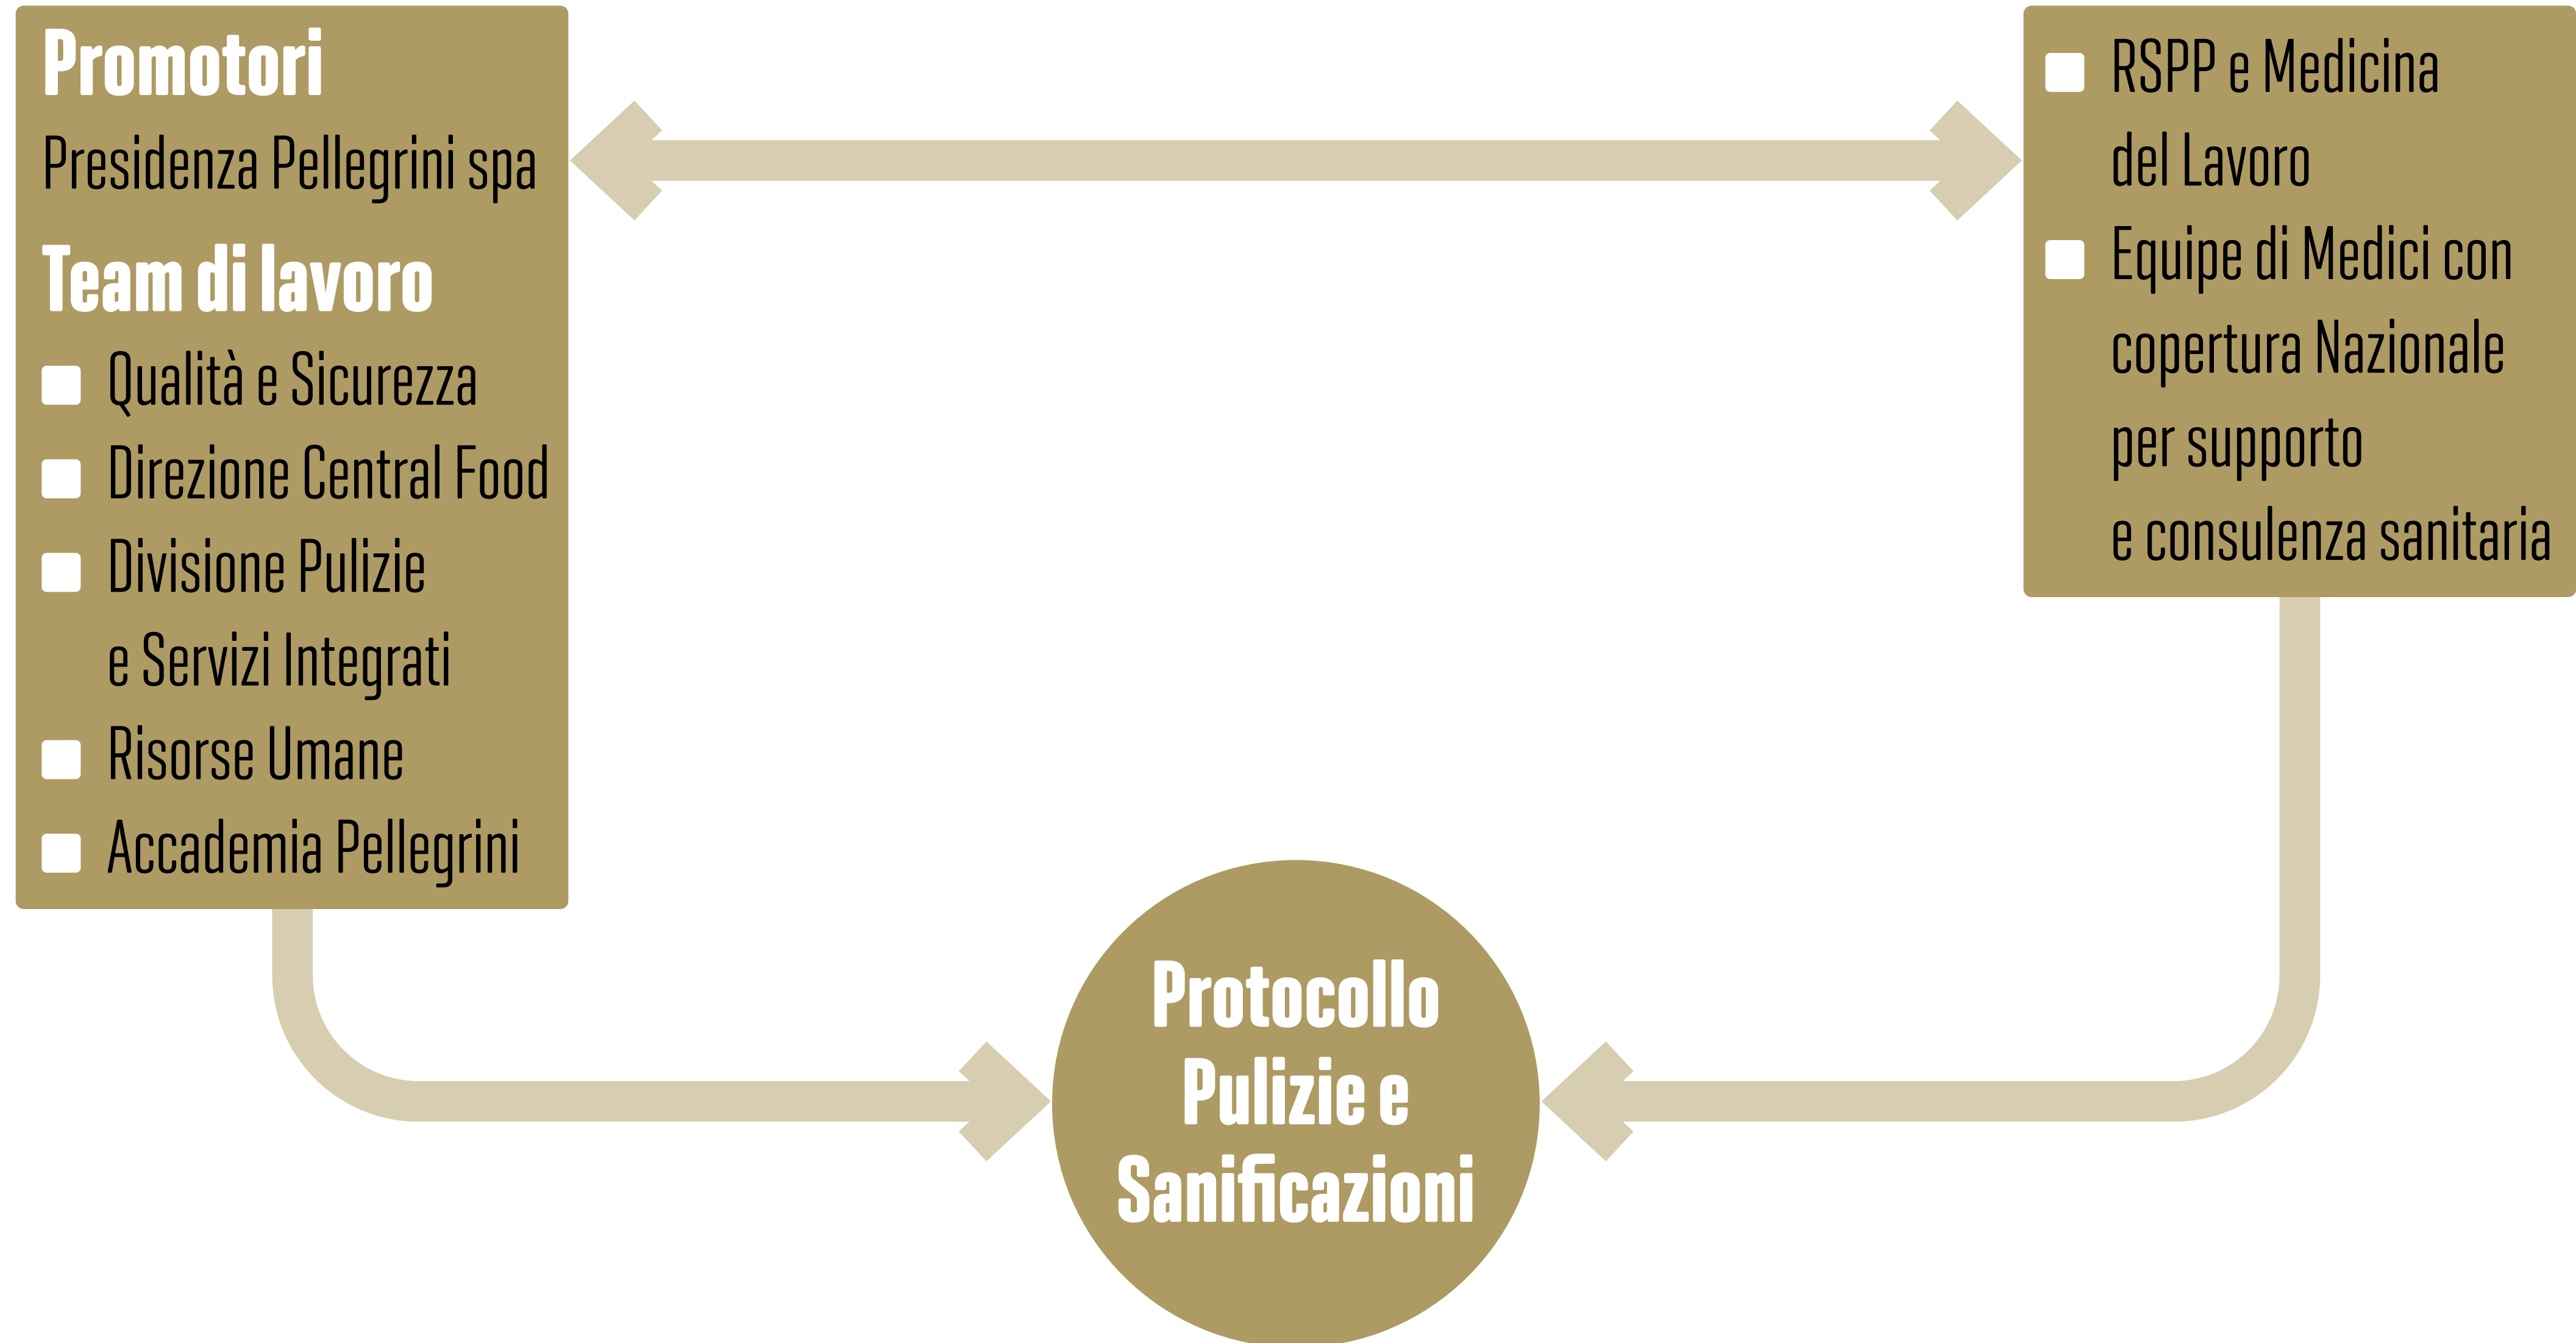 Promotori
Presidenza Pellegrini spa
Team di lavoro
Qualità e Sicurezza
Direzione Central Food
Divisione Pulizie
e Servizi Integrati
Risorse Umane
Accademia Pellegrini
RSPP e Medicina
del Lavoro
Equipe di Medici con
copertura Nazionale
per supporto
e consulenza sanitaria
Protocollo
Pulizie e
Sanificazioni